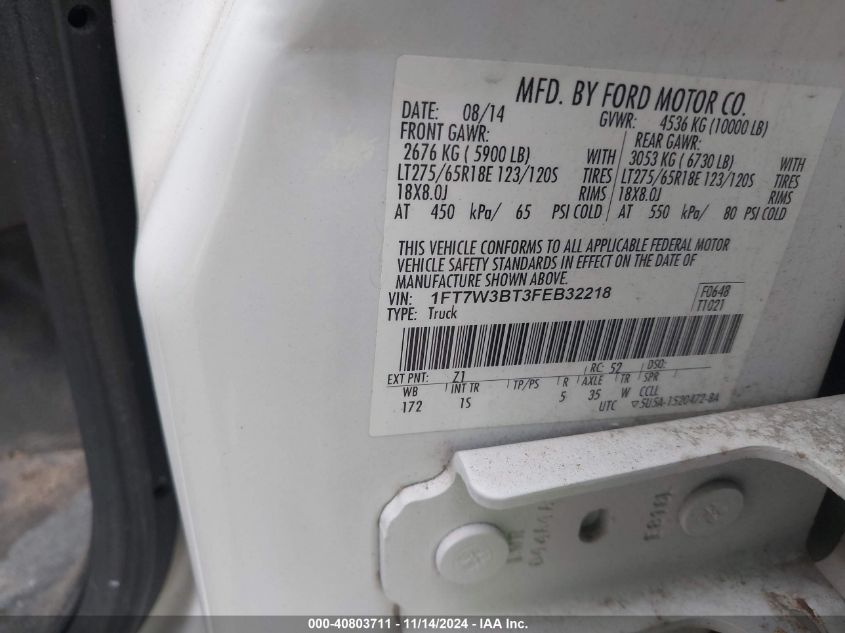 MFD. BY FORD MOTOR CO.
DATE: 08/14 GVWR: 4536 KG (10000 LB)
FRONT GAWR: REAR GAWR:
2676 KG ( 5900 LB) WITH 3053 KG ( 6730 LB) WITH
LT275/65R18E 123/120S TIRES LT275/65R18E 123/120S TIRES
18X8.0J RIMS 18X8.0J RIMS
AT 450 kPa/ 65 PSI COLD AT 550 kPa/ 80 PSI COLD
THIS VEHICLE CONFORMS TO ALL APPLICABLE FEDERAL MOTOR
VEHICLE SAFETY STANDARDS IN EFFECT ON THE DATE OF
MANUFACTURE SHOWN ABOVE.
VIN: 1FT7W3BT3FEB32218 F0648
TYPE: Truck T1021
EXT PNT: Z1 RC: 52 DSO:
WB INT TR TP/PS R AXLE TR SPR
172 IS 5 35 W CCLL
UTC 5U5A-1520472-BA
000-40803711 - 11/14/2024 - IAA Inc.